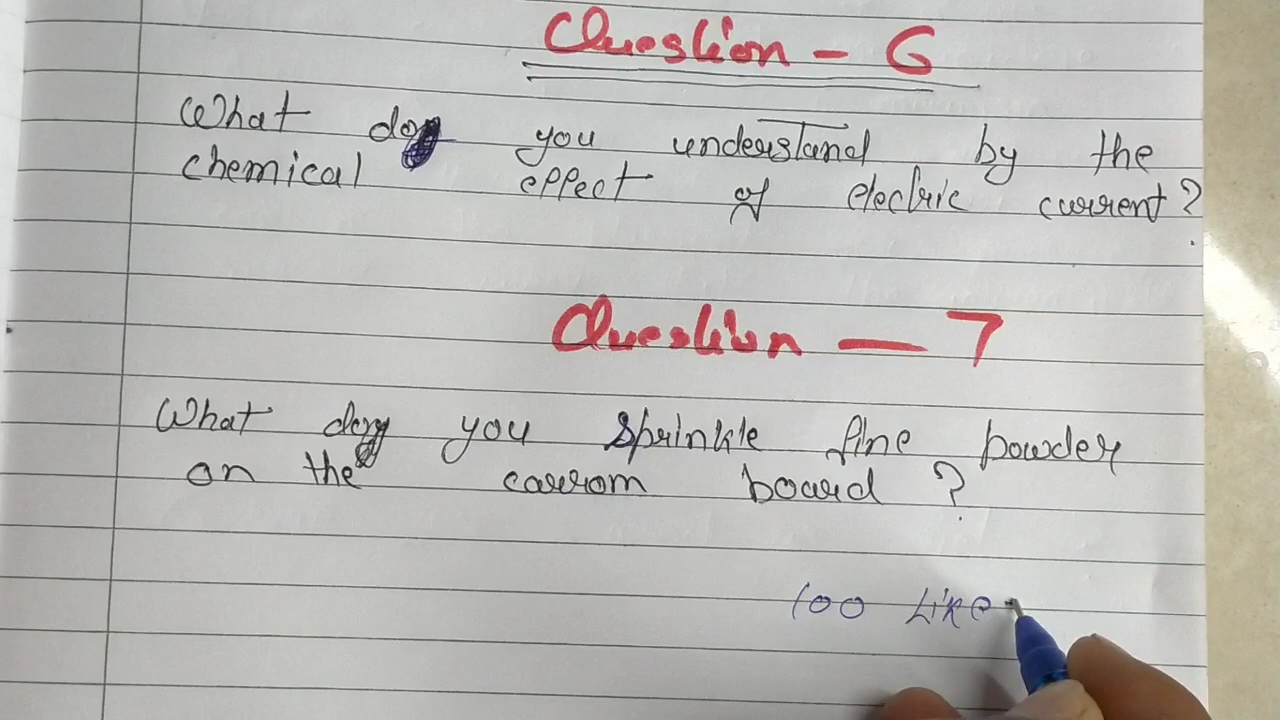 Question - 6
What do you understand by the
chemical effect of electric current?
Question - 7
What do you sprinkle fine powder
on the carrom board?
100 Like